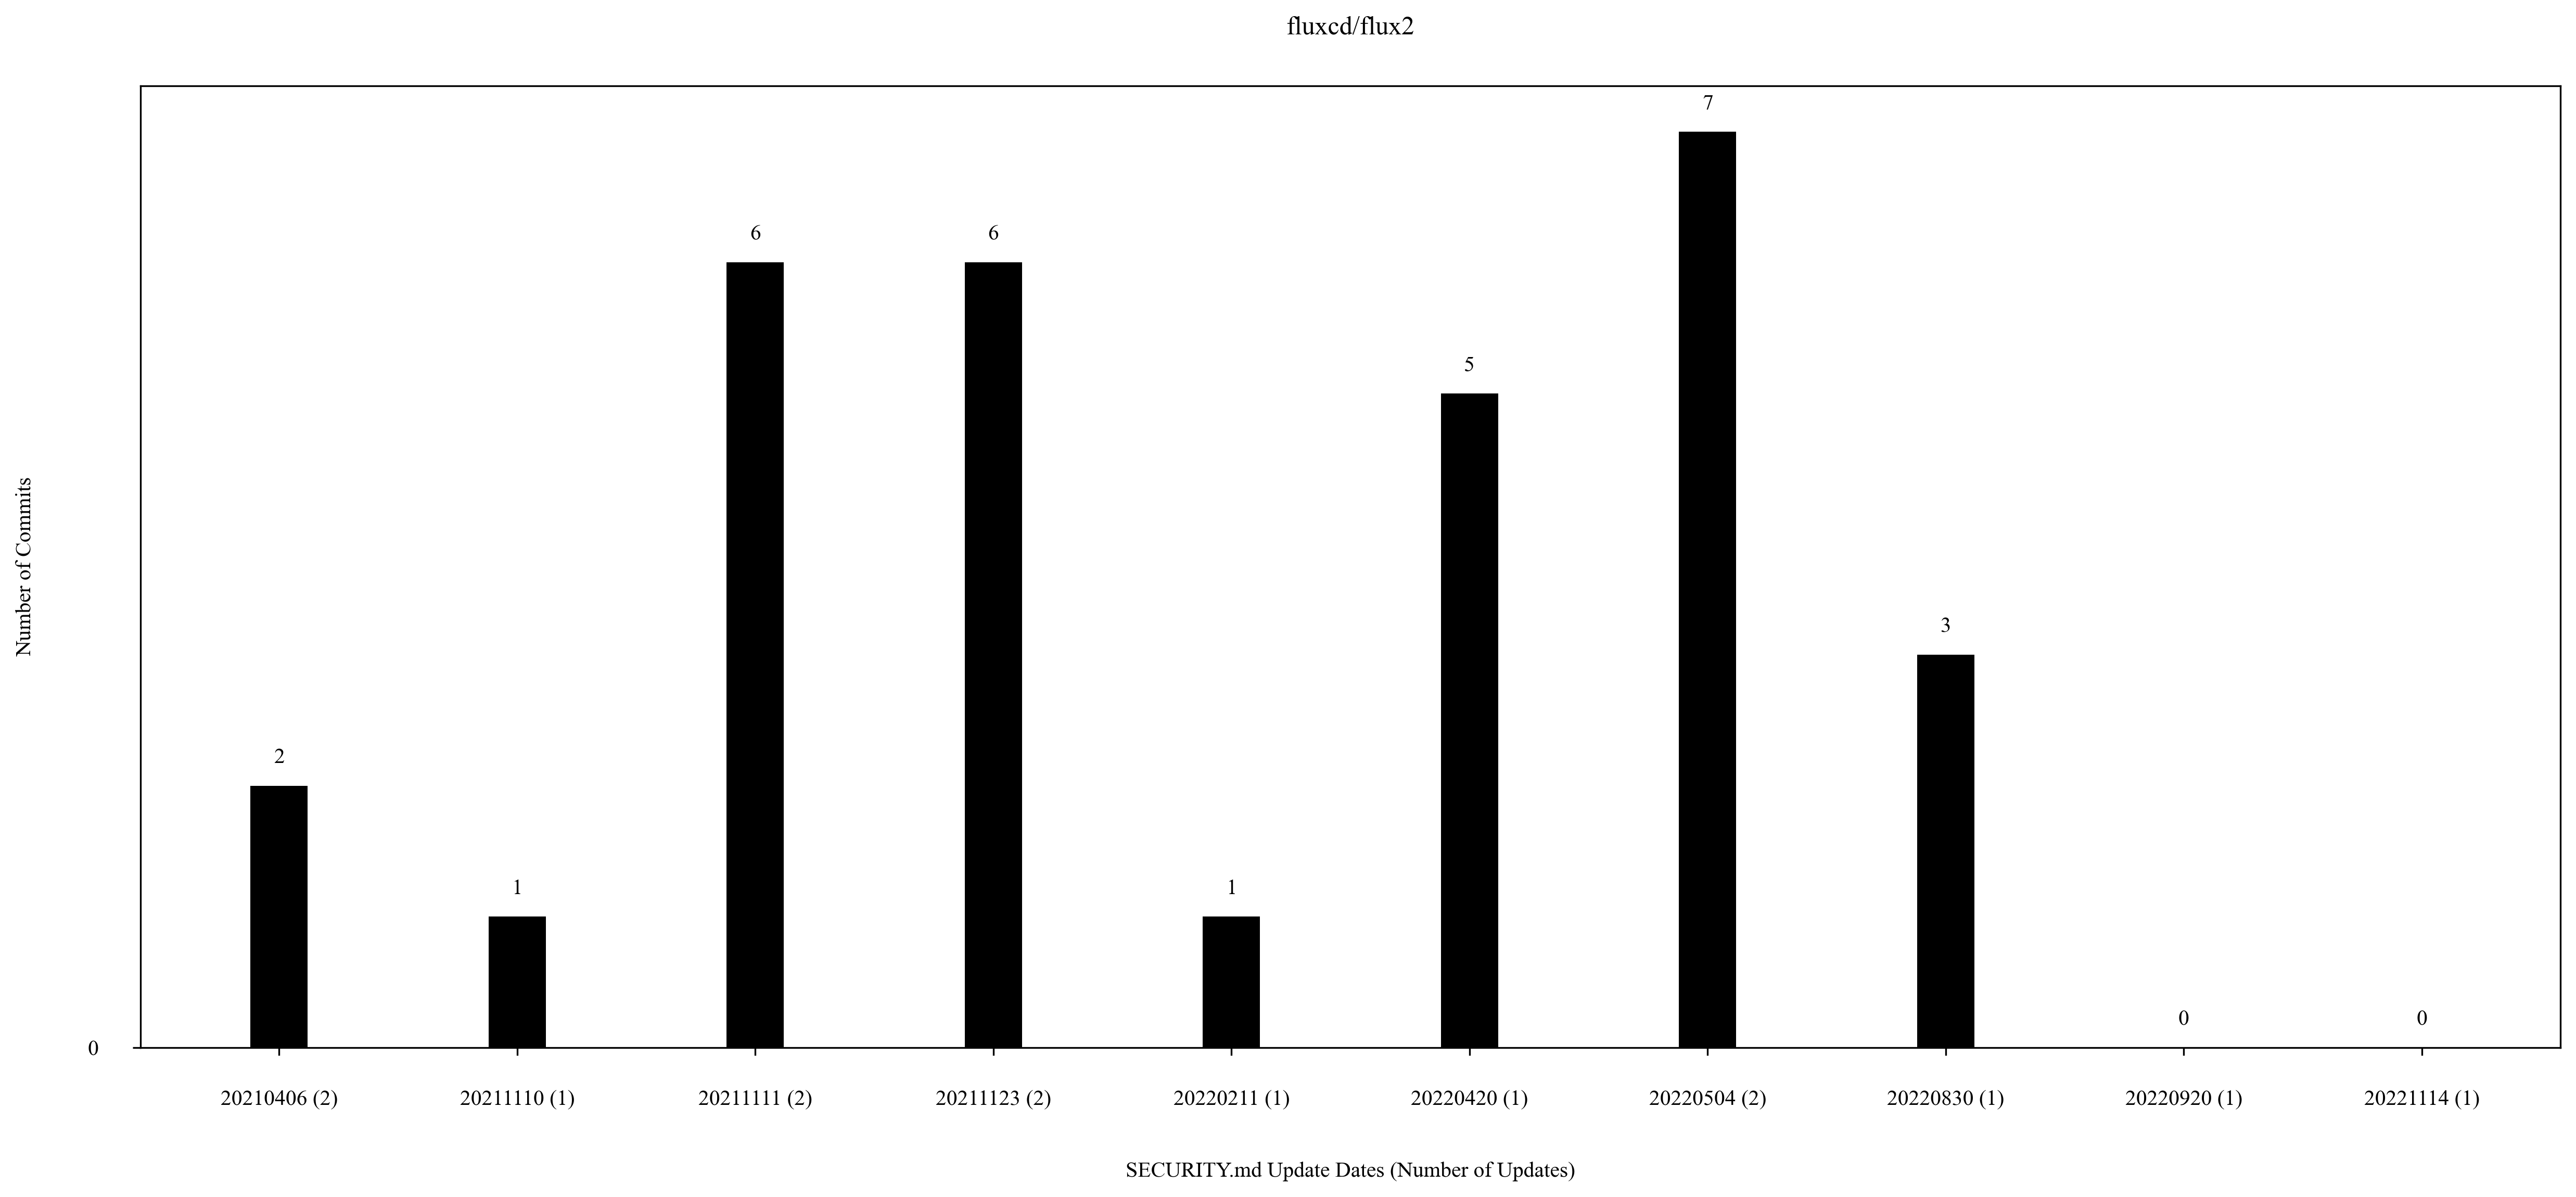 fluxcd/flux2
7
6 6
5
3
2
1 1
0 0
Number of Commits
0
20210406 (2) 20211110 (1) 20211111 (2) 20211123 (2) 20220211 (1) 20220420 (1) 20220504 (2) 20220830 (1) 20220920 (1) 20221114 (1)
SECURITY.md Update Dates (Number of Updates)